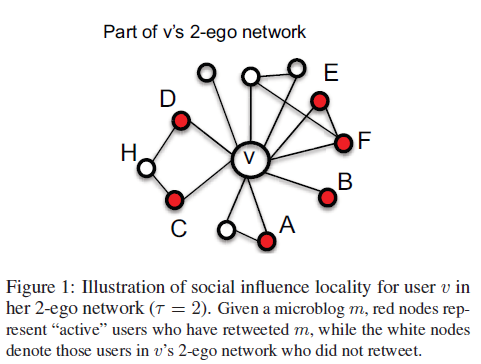 Part of v's 2-ego network
E
D
F
H
v
B
C
A
Figure 1: Illustration of social influence locality for user v in
her 2-ego network (τ = 2). Given a microblog m, red nodes rep-
resent “active” users who have retweeted m, while the white nodes
denote those users in v's 2-ego network who did not retweet.